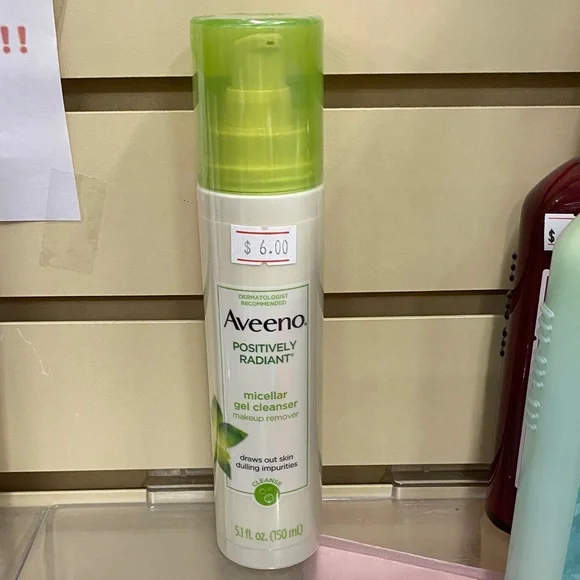 !!
$ 6.00
DERMATOLOGIST
RECOMMENDED
Aveeno.
POSITIVELY
RADIANT®
micellar
gel cleanser
makeup remover
draws out skin
dulling impurities
CLEANSE
5.1 fl. oz. (150 mL)
$